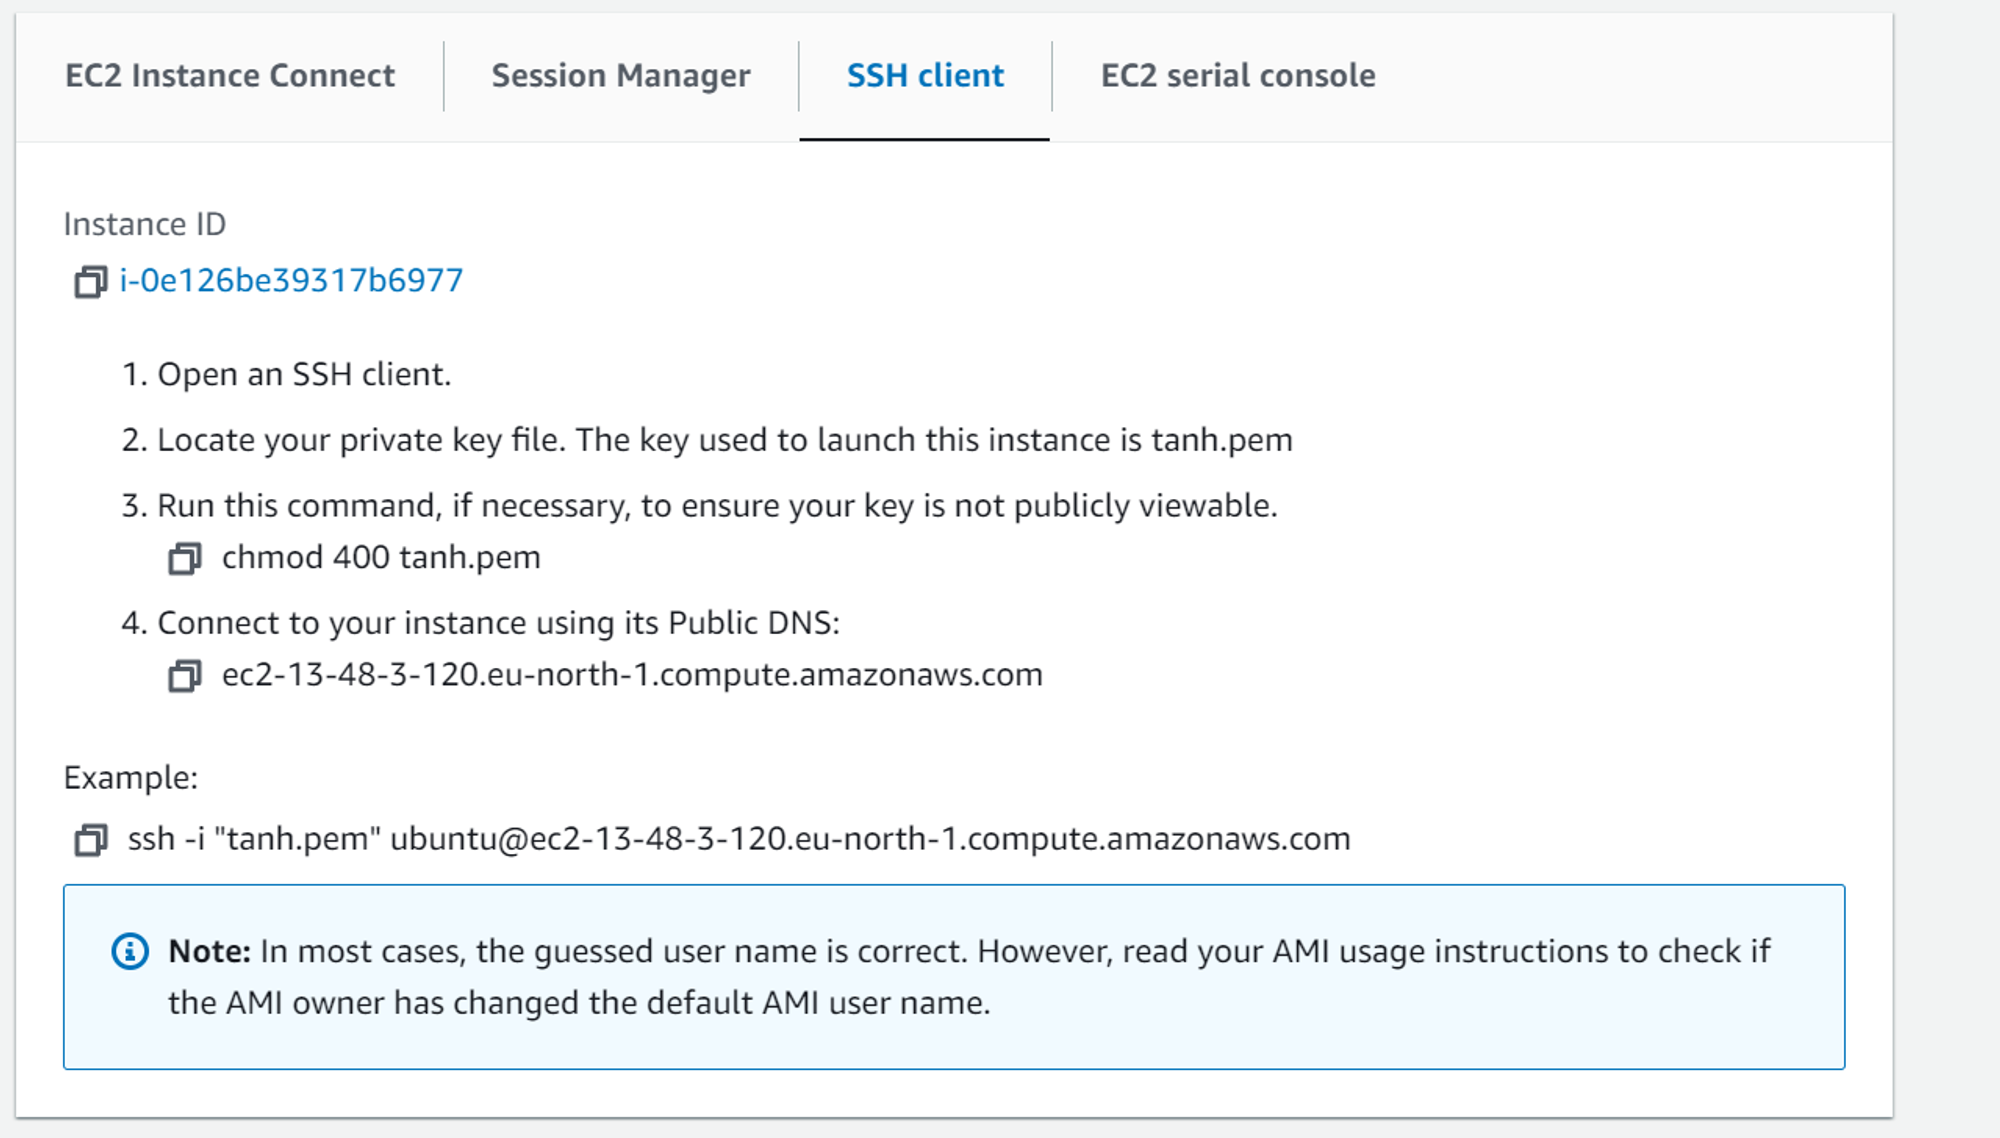 EC2 Instance Connect
Session Manager
SSH client
EC2 serial console
Instance ID
i-0e126be39317b6977
1. Open an SSH client.
2. Locate your private key file. The key used to launch this instance is tanh.pem
3. Run this command, if necessary, to ensure your key is not publicly viewable.
chmod 400 tanh.pem
4. Connect to your instance using its Public DNS:
ec2-13-48-3-120.eu-north-1.compute.amazonaws.com
Example:
ssh -i "tanh.pem" ubuntu@ec2-13-48-3-120.eu-north-1.compute.amazonaws.com
Note: In most cases, the guessed user name is correct. However, read your AMI usage instructions to check if
the AMI owner has changed the default AMI user name.